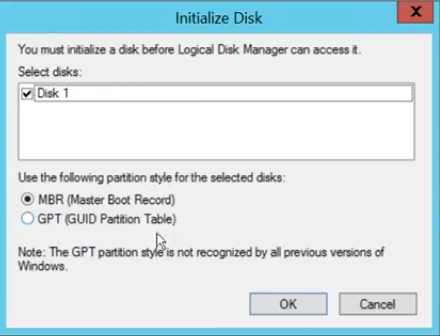 Initialize Disk
You must initialize a disk before Logical Disk Manager can access it.
Select disks:
Disk 1
Use the following partition style for the selected disks:
MBR (Master Boot Record)
GPT (GUID Partition Table)
Note: The GPT partition style is not recognized by all previous versions of
Windows.
OK
Cancel